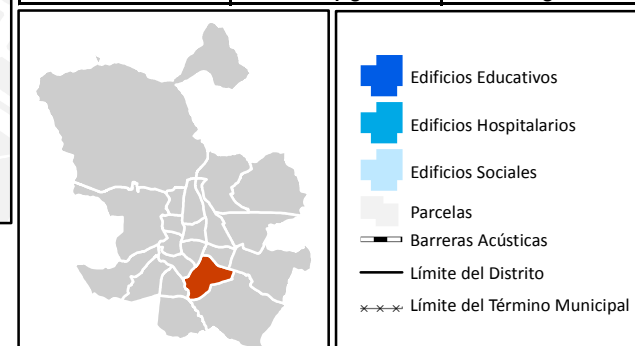 Edificios Educativos
Edificios Hospitalarios
Edificios Sociales
Parcelas
Barreras Acústicas
Límite del Distrito
Límite del Término Municipal